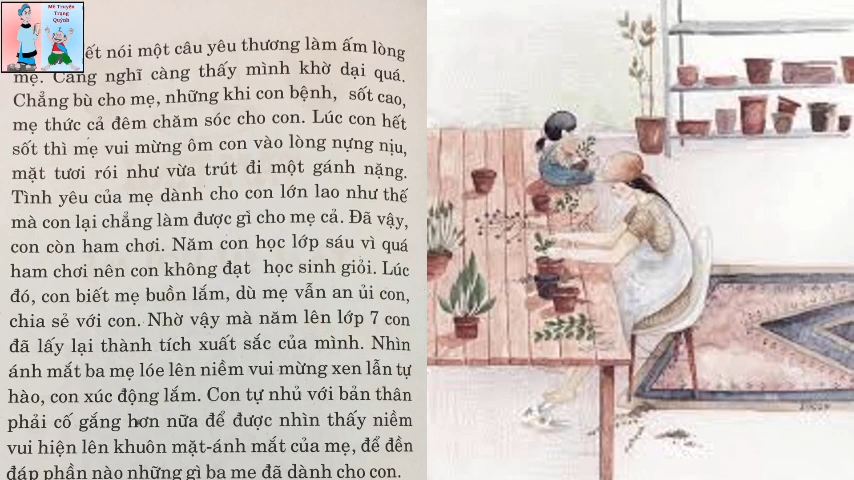 Mê Truyện
Trạng
Quỳnh
ết nói một câu yêu thương làm ấm lòng
mẹ. Càng nghĩ càng thấy mình khờ dại quá.
Chẳng bù cho mẹ, những khi con bệnh, sốt cao,
mẹ thức cả đêm chăm sóc cho con. Lúc con hết
sốt thì mẹ vui mừng ôm con vào lòng nựng nịu,
mặt tươi rói như vừa trút đi một gánh nặng.
Tình yêu của mẹ dành cho con lớn lao như thế
mà con lại chẳng làm được gì cho mẹ cả. Đã vậy,
con còn ham chơi. Năm con học lớp sáu vì quá
ham chơi nên con không đạt học sinh giỏi. Lúc
đó, con biết mẹ buồn lắm, dù mẹ vẫn an ủi con,
chia sẻ với con. Nhờ vậy mà năm lên lớp 7 con
đã lấy lại thành tích xuất sắc của mình. Nhìn
ánh mắt ba mẹ lóe lên niềm vui mừng xen lẫn tự
hào, con xúc động lắm. Con tự nhủ với bản thân
phải cố gắng hơn nữa để được nhìn thấy niềm
vui hiện lên khuôn mặt-ánh mắt của mẹ, để đền
đáp phần nào những gì ba mẹ đã dành cho con.